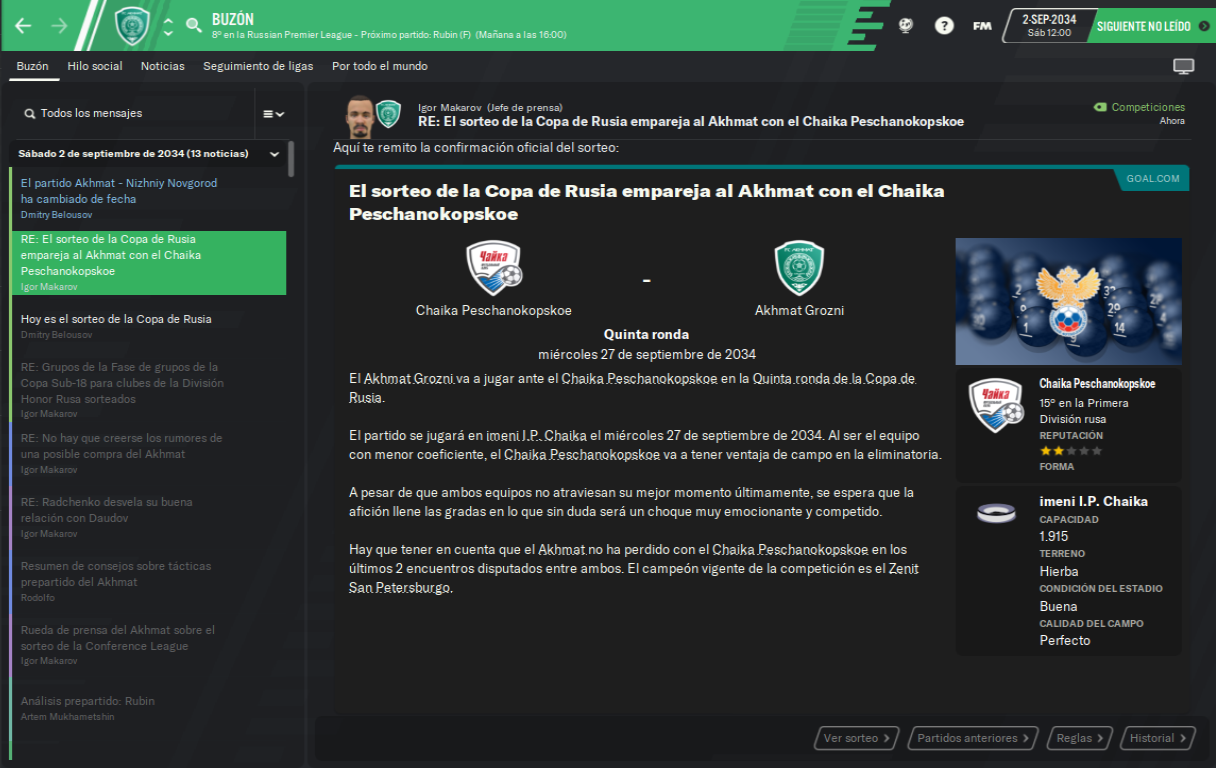 BUZÓN
8º en la Russian Premier League - Próximo partido: Rubin (F) (Mañana a las 16:00)
?
FM
2-SEP-2034
Sáb 12:00
SIGUIENTE NO LEÍDO
Buzón Hilo social Noticias Seguimiento de ligas Por todo el mundo
Todos los mensajes
Sábado 2 de septiembre de 2034 (13 noticias)
El partido Akhmat - Nizhniy Novgorod
ha cambiado de fecha
Dmitry Belousov
RE: El sorteo de la Copa de Rusia
empareja al Akhmat con el Chaika
Peschanokopskoe
Igor Makarov
Hoy es el sorteo de la Copa de Rusia
Dmitry Belousov
RE: Grupos de la Fase de grupos de la
Copa Sub-18 para clubes de la División
Honor Rusa sorteados
Igor Makarov
RE: No hay que creerse los rumores de
una posible compra del Akhmat
Igor Makarov
RE: Radchenko desvela su buena
relación con Daudov
Igor Makarov
Resumen de consejos sobre tácticas
prepartido del Akhmat
Rodolfo
Rueda de prensa del Akhmat sobre el
sorteo de la Conference League
Igor Makarov
Análisis prepartido: Rubin
Artem Mukhametshin
Igor Makarov (Jefe de prensa)
RE: El sorteo de la Copa de Rusia empareja al Akhmat con el Chaika Peschanokopskoe
Competiciones
Ahora
Aquí te remito la confirmación oficial del sorteo:
GOAL.COM
El sorteo de la Copa de Rusia empareja al Akhmat con el Chaika
Peschanokopskoe
Чайка
-
FC AKHMAT
Chaika Peschanokopskoe
Akhmat Grozni
Quinta ronda
miércoles 27 de septiembre de 2034
El Akhmat Grozni va a jugar ante el Chaika Peschanokopskoe en la Quinta ronda de la Copa de
Rusia.
El partido se jugará en imeni I.P. Chaika el miércoles 27 de septiembre de 2034. Al ser el equipo
con menor coeficiente, el Chaika Peschanokopskoe va a tener ventaja de campo en la eliminatoria.
A pesar de que ambos equipos no atraviesan su mejor momento últimamente, se espera que la
afición llene las gradas en lo que sin duda será un choque muy emocionante y competido.
Hay que tener en cuenta que el Akhmat no ha perdido con el Chaika Peschanokopskoe en los
últimos 2 encuentros disputados entre ambos. El campeón vigente de la competición es el Zenit
San Petersburgo.
Чайка
Chaika Peschanokopskoe
15º en la Primera
División rusa
REPUTACIÓN
FORMA
imeni I.P. Chaika
CAPACIDAD
1.915
TERRENO
Hierba
CONDICIÓN DEL ESTADIO
Buena
CALIDAD DEL CAMPO
Perfecto
Ver sorteo Partidos anteriores Reglas Historial